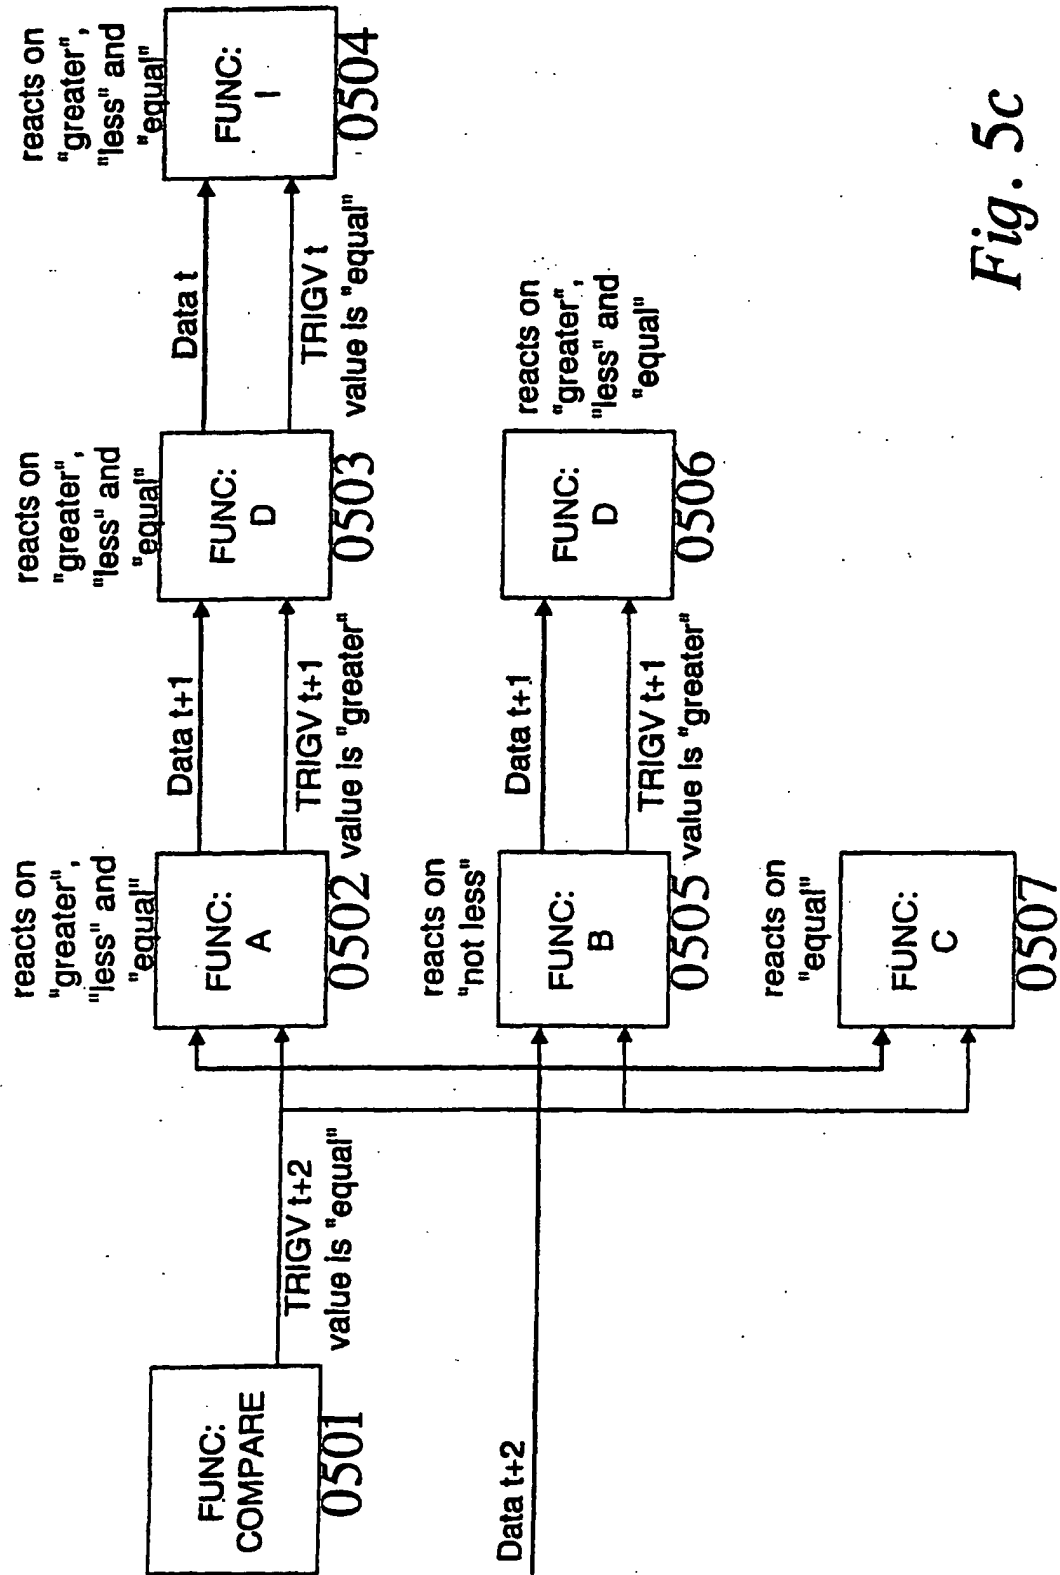 FUNC:
COMPARE
0501
TRIGV t+2
value is "equal"
Data t+2
reacts on
"greater",
"less" and
"equal"
FUNC:
A
0502
Data t+1
TRIGV t+1
value is "greater"
reacts on
"greater",
"less" and
"equal"
FUNC:
D
0503
Data t
TRIGV t
value is "equal"
reacts on
"greater",
"less" and
"equal"
FUNC:
I
0504
reacts on
"not less"
FUNC:
B
0505
Data t+1
TRIGV t+1
value is "greater"
reacts on
"greater",
"less" and
"equal"
FUNC:
D
0506
reacts on
"equal"
FUNC:
C
0507
Fig. 5c